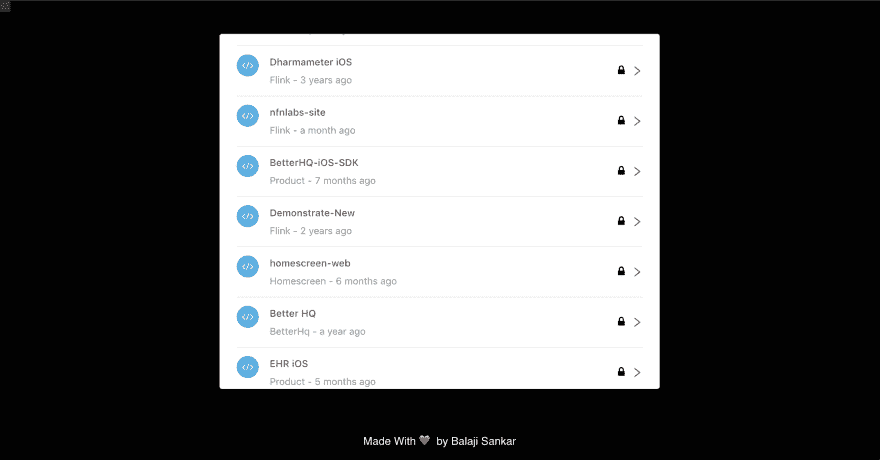 Dharmameter iOS
Flink - 3 years ago
nfnlabs-site
Flink - a month ago
BetterHQ-iOS-SDK
Product - 7 months ago
Demonstrate-New
Flink - 2 years ago
homescreen-web
Homescreen - 6 months ago
Better HQ
BetterHq - a year ago
EHR iOS
Product - 5 months ago
Made With 🖤 by Balaji Sankar